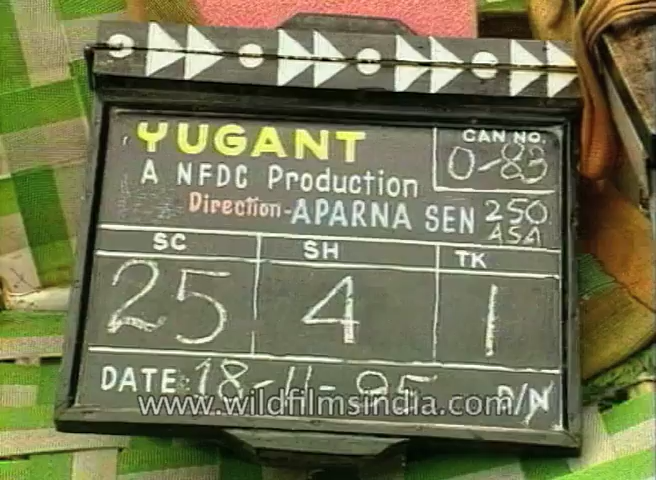 YUGANT
CAN NO.
0-83
A NFDC Production
Direction-APARNA SEN
250
ASA
SC SH TK
25 4 1
DATE: 18-11-95 D/N
www.wildfilmsindia.com